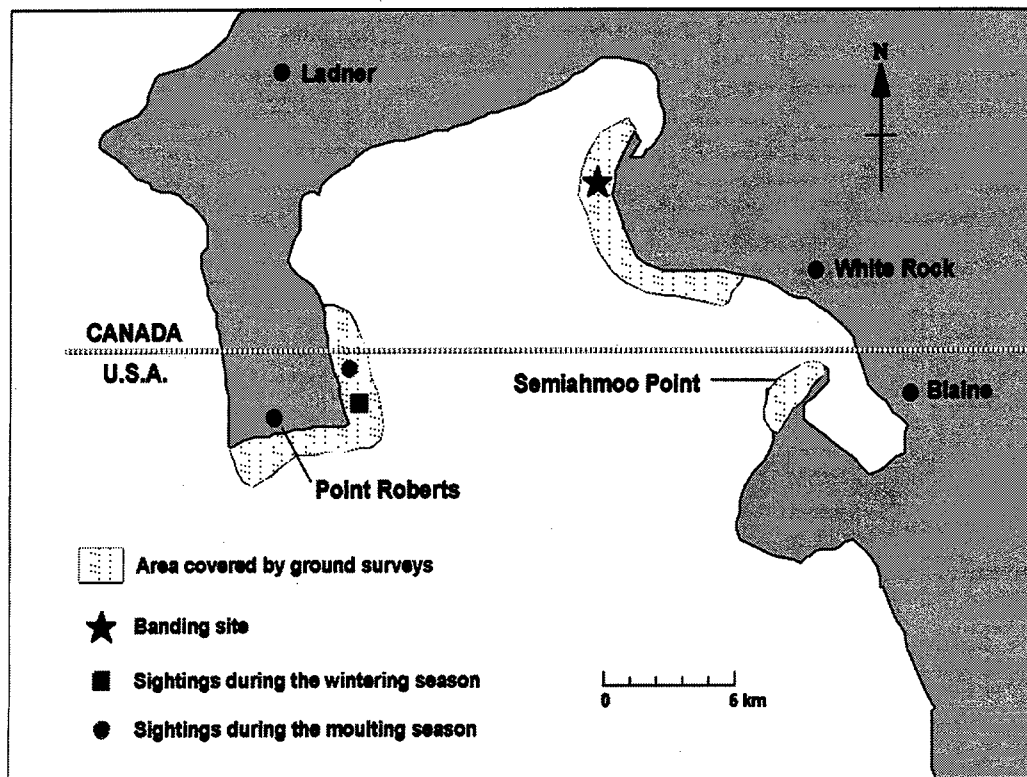 Ladner
N
White Rock
CANADA
U.S.A.
Semiahmoo Point
Blaine
Point Roberts
Area covered by ground surveys
Banding site
Sightings during the wintering season
Sightings during the moulting season
0 6 km